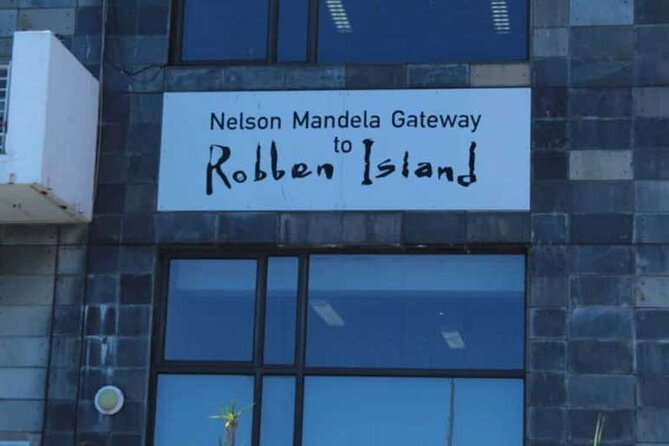 Nelson Mandela Gateway
to
Robben Island